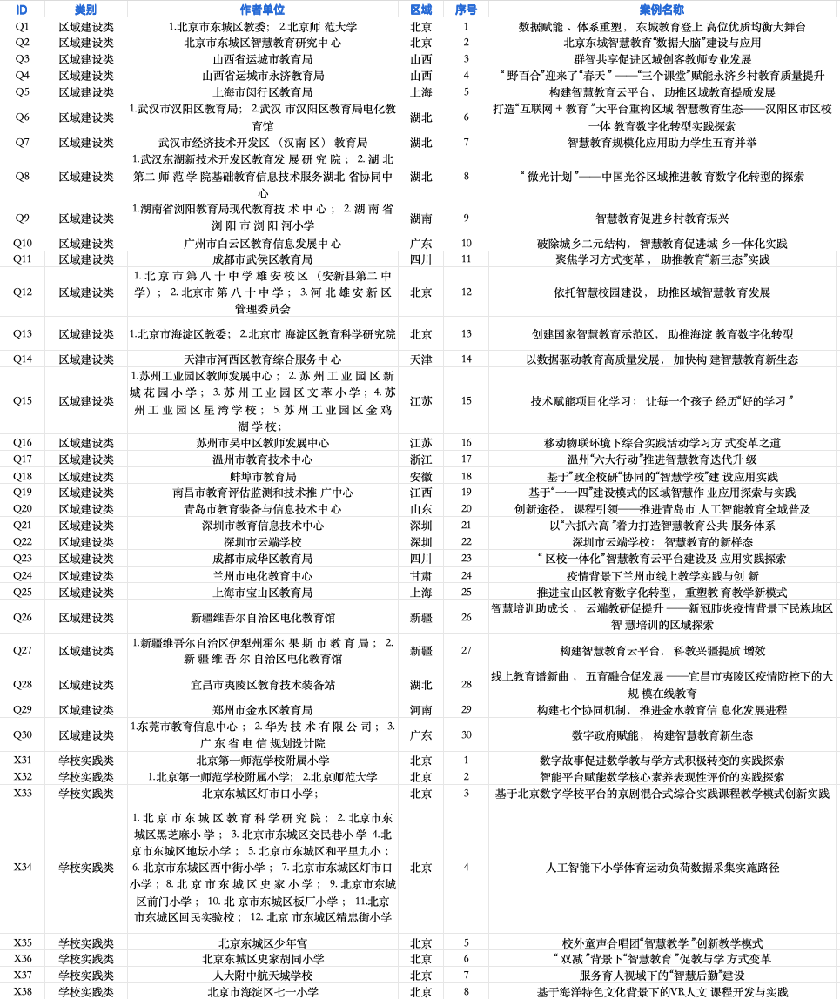 ID 类别 作者单位 区域 序号 案例名称
Q1 区域建设类 1.北京市东城区教委； 2.北京师 范大学 北京 1 数据赋能 、体系重塑， 东城教育登上 高位优质均衡大舞台
Q2 区域建设类 北京市东城区智慧教育研究中心 北京 2 北京东城智慧教育“数据大脑”建设与应用
Q3 区域建设类 山西省运城市教育局 山西 3 群智共享促进区域创客教师专业发展
Q4 区域建设类 山西省运城市永济教育局 山西 4 “ 野百合”迎来了“春天 ” ——“三个课堂”赋能永济乡村教育质量提升
Q5 区域建设类 上海市闵行区教育局 上海 5 构建智慧教育云平台， 助推区域教育提质发展
Q6 区域建设类 1.武汉市汉阳区教育局； 2.武汉 市汉阳区教育局电化教
育馆 湖北 6 打造“互联网 + 教育 ”大平台重构区域 智慧教育生态——汉阳区市区校
一体 教育数字化转型实践探索
Q7 区域建设类 武汉市经济技术开发区 （汉南 区） 教育局 湖北 7 智慧教育规模化应用助力学生五育并举
Q8 区域建设类 1.武汉东湖新技术开发区教育发 展 研 究 院 ； 2. 湖 北
第二 师 范 学 院基础教育信息技术服务湖北 省协同中
心 湖北 8 “ 微光计划 ”——中国光谷区域推进教 育数字化转型的探索
Q9 区域建设类 1.湖南省浏阳教育局现代教育技 术 中 心 ； 2. 湖 南 省
浏 阳 市 浏 阳 河小学 湖南 9 智慧教育促进乡村教育振兴
Q10 区域建设类 广州市白云区教育信息发展中心 广东 10 破除城乡二元结构， 智慧教育促进城 乡一体化实践
Q11 区域建设类 成都市武侯区教育局 四川 11 聚焦学习方式变革 ， 助推教育“新三态”实践
Q12 区域建设类 1. 北 京 市 第 八 十 中学 雄 安 校 区 （安新县第二 中
学）； 2. 北京市 第 八 十 中 学 ； 3. 河 北 雄 安 新 区
管理委员会 北京 12 依托智慧校园建设， 助推区域智慧教 育发展
Q13 区域建设类 1.北京市海淀区教委； 2.北京市 海淀区教育科学研究院 北京 13 创建国家智慧教育示范区， 助推海淀 教育数字化转型
Q14 区域建设类 天津市河西区教育综合服务中心 天津 14 以数据驱动教育高质量发展， 加快构 建智慧教育新生态
Q15 区域建设类 1.苏州工业园区教师发展中心 ； 2. 苏 州 工 业 园 区 新
城 花 园 小 学 ； 3. 苏 州 工 业 园 区 文 萃 小 学 ； 4. 苏
州 工 业 园 区 星 湾 学 校 ； 5. 苏 州 工 业 园 区 金 鸡
湖 学 校； 江苏 15 技术赋能项目化学习： 让每一个孩子 经历“好的学习 ”
Q16 区域建设类 苏州市吴中区教师发展中心 江苏 16 移动物联环境下综合实践活动学习方 式变革之道
Q17 区域建设类 温州市教育技术中心 浙江 17 温州“六大行动”推进智慧教育迭代升 级
Q18 区域建设类 蚌埠市教育局 安徽 18 基于”政企校研“协同的“智慧学校”建 设应用实践
Q19 区域建设类 南昌市教育评估监测和技术推 广中心 江西 19 基于“一一四”建设模式的区域智慧作 业应用探索与实践
Q20 区域建设类 青岛市教育装备与信息技术中心 山东 20 创新途径， 课程引领——推进青岛市 人工智能教育全域普及
Q21 区域建设类 深圳市教育信息技术中心 深圳 21 以“六抓六高 ”着力打造智慧教育公共 服务体系
Q22 区域建设类 深圳市云端学校 深圳 22 深圳市云端学校： 智慧教育的新样态
Q23 区域建设类 成都市成华区教育局 四川 23 “ 区校一体化”智慧教育云平台建设及 应用实践探索
Q24 区域建设类 兰州市电化教育中心 甘肃 24 疫情背景下兰州市线上教学实践与创 新
Q25 区域建设类 上海市宝山区教育局 上海 25 推进宝山区教育数字化转型， 重塑教 育教学新模式
Q26 区域建设类 新疆维吾尔自治区电化教育馆 新疆 26 智慧培训助成长 ， 云端教研促提升 ——新冠肺炎疫情背景下民族地区
智 慧培训的区域探索
Q27 区域建设类 1.新疆维吾尔自治区伊犁州霍尔 果 斯 市 教 育 局 ； 2.
新 疆 维 吾 尔 自治区电化教育馆 新疆 27 构建智慧教育云平台， 科教兴疆提质 增效
Q28 区域建设类 宜昌市夷陵区教育技术装备站 湖北 28 线上教育谱新曲 ， 五育融合促发展 ——宜昌市夷陵区疫情防控下的大
规 模在线教育
Q29 区域建设类 郑州市金水区教育局 河南 29 构建七个协同机制， 推进金水教育信 息化发展进程
Q30 区域建设类 1.东莞市教育信息中心 ； 2. 华为 技 术 有 限 公 司 ； 3.
广 东 省 电 信 规划设计院 广东 30 数字政府赋能， 构建智慧教育新生态
X31 学校实践类 北京第一师范学校附属小学 北京 1 数字故事促进数学教与学方式积极转变的实践探索
X32 学校实践类 1.北京第一师范学校附属小学； 2.北京师范大学 北京 2 智能平台赋能数学核心素养表现性评价的实践探索
X33 学校实践类 北京东城区灯市口小学； 北京 3 基于北京数字学校平台的京剧混合式综合实践课程教学模式创新实践
X34 学校实践类 1. 北 京 市 东 城 区 教 育 科 学 研 究 院 ； 2. 北京市东
城区黑芝麻小学 ； 3. 北京市东城区交民巷小学 4.北
京市东城区地坛小学 ； 5. 北京市东城区和平里九小 ；
6. 北京市东城区西中街小学 ； 7. 北京市东城区灯市口
小学 ； 8. 北 京 市 东 城 区 史 家 小 学 ； 9. 北京市东城
区前门小学 ； 10. 北 京市东城区板厂小学 ； 11.北京
市东城区回民实验校 ； 12. 北京 市东城区精忠街小学 北京 4 人工智能下小学体育运动负荷数据采集实施路径
X35 学校实践类 北京东城区少年宫 北京 5 校外童声合唱团“智慧教学 ”创新教学模式
X36 学校实践类 北京东城区史家胡同小学 北京 6 “ 双减 ”背景下“智慧教育 ”促教与学 方式变革
X37 学校实践类 人大附中航天城学校 北京 7 服务育人视域下的“智慧后勤”建设
X38 学校实践类 北京市海淀区七一小学 北京 8 基于海洋特色文化背景下的VR人文 课程开发与实践